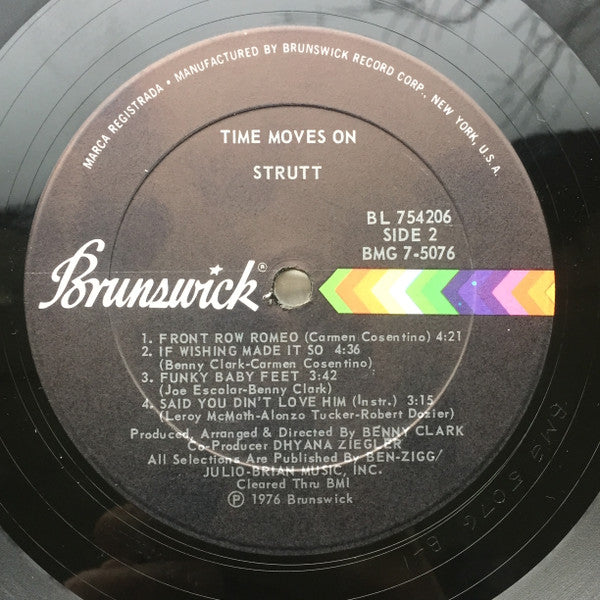 MARCA REGISTRADA • MANUFACTURED BY BRUNSWICK RECORD CORP., NEW YORK, U.S.A.
TIME MOVES ON
STRUTT
BL 754206
SIDE 2
BMG 7-5076
Brunswick®
1. FRONT ROW ROMEO (Carmen Cosentino) 4:21
2. IF WISHING MADE IT SO 4:36
(Benny Clark-Carmen Cosentino)
3. FUNKY BABY FEET 3:42
(Joe Escolar-Benny Clark)
4. SAID YOU DIN'T LOVE HIM (Instr.) 3:15
(Leroy McMoth-Alonzo Tucker-Robert Dozier)
Produced, Arranged & Directed By BENNY CLARK
Co-Producer DHYANA ZIEGLER
All Selections Are Published By BEN-ZIGG/
JULIO-BRIAN MUSIC, INC.
Cleared Thru BMI
℗ 1976 Brunswick